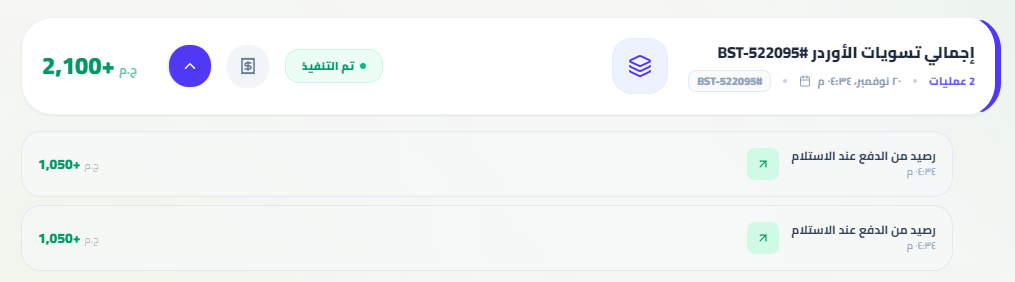 إجمالي تسويات الأوردر #BST-522095
2 عمليات • ٢٠ نوفمبر، ٠٤:٣٤ م • #BST-522095
تم التنفيذ
+2,100 ج.م
رصيد من الدفع عند الاستلام
٠٤:٣٤ م
+1,050 ج.م
رصيد من الدفع عند الاستلام
٠٤:٣٤ م
+1,050 ج.م